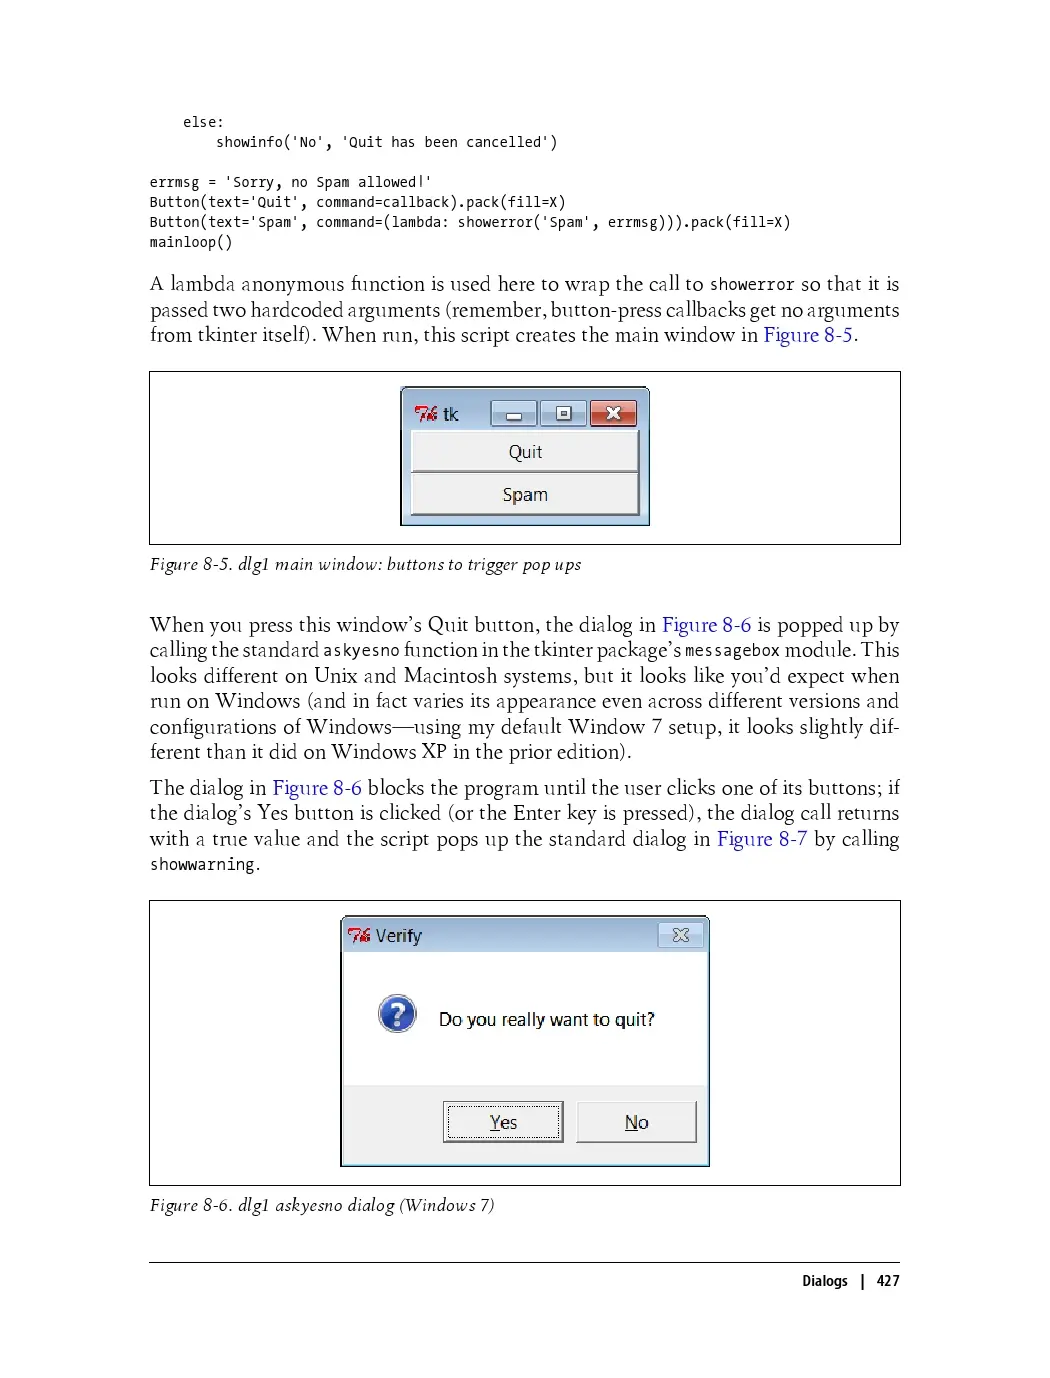 else:
showinfo('No', 'Quit has been cancelled')
errmsg = 'Sorry, no Spam allowed!'
Button(text='Quit', command=callback).pack(fill=X)
Button(text='Spam', command=(lambda: showerror('Spam', errmsg))).pack(fill=X)
mainloop()
A lambda anonymous function is used here to wrap the call to showerror so that it is
passed two hardcoded arguments (remember, button-press callbacks get no arguments
from tkinter itself). When run, this script creates the main window in Figure 8-5.
tk
Quit
Spam
Figure 8-5. dlg1 main window: buttons to trigger pop ups
When you press this window’s Quit button, the dialog in Figure 8-6 is popped up by
calling the standard askyesno function in the tkinter package’s messagebox module. This
looks different on Unix and Macintosh systems, but it looks like you’d expect when
run on Windows (and in fact varies its appearance even across different versions and
configurations of Windows—using my default Window 7 setup, it looks slightly dif-
ferent than it did on Windows XP in the prior edition).
The dialog in Figure 8-6 blocks the program until the user clicks one of its buttons; if
the dialog’s Yes button is clicked (or the Enter key is pressed), the dialog call returns
with a true value and the script pops up the standard dialog in Figure 8-7 by calling
showwarning.
Verify
Do you really want to quit?
Yes No
Figure 8-6. dlg1 askyesno dialog (Windows 7)
Dialogs | 427